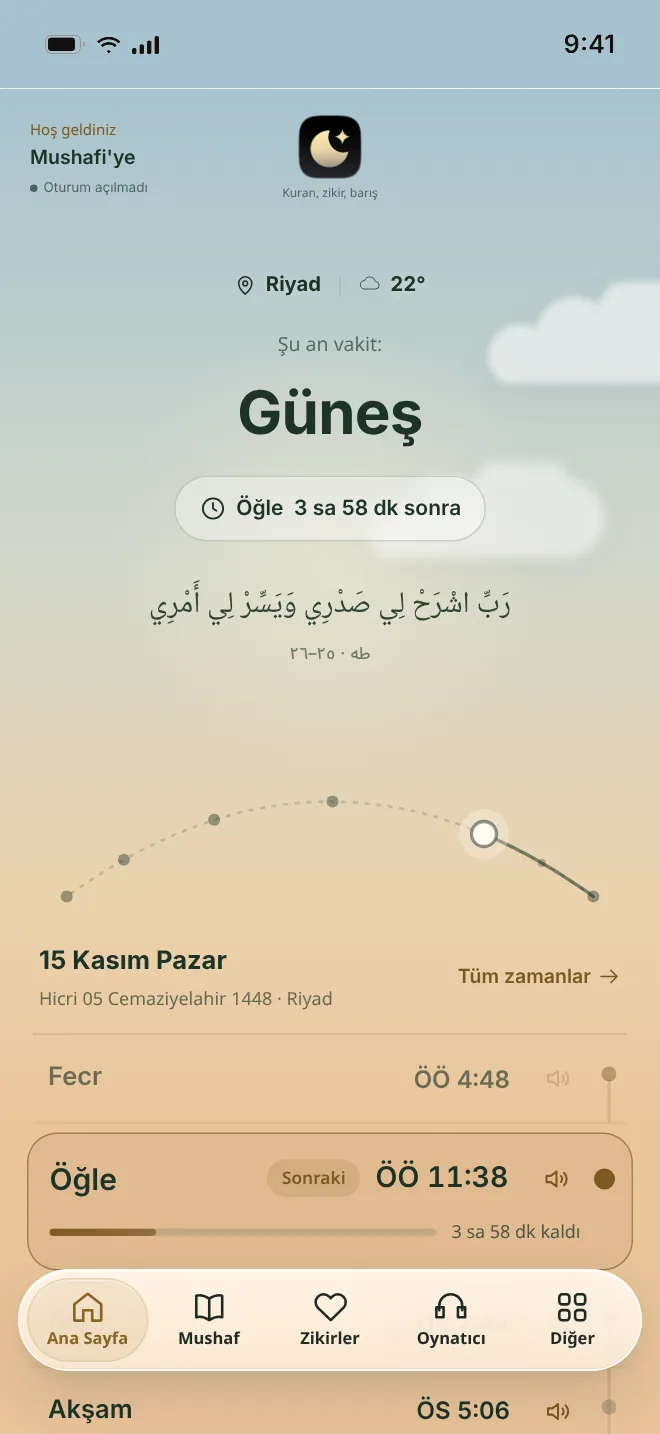 9:41
Hoş geldiniz
Mushafi'ye
Oturum açılmadı
Kuran, zikir, barış
Riyad
22°
Şu an vakit:
Güneş
Öğle 3 sa 58 dk sonra
رَبِّ اشْرَحْ لِي صَدْرِي وَيَسِّرْ لِي أَمْرِي
طه · ٢٥–٢٦
15 Kasım Pazar
Tüm zamanlar →
Hicri 05 Cemaziyelahir 1448 · Riyad
Fecr ÖÖ 4:48
Öğle Sonraki ÖÖ 11:38
3 sa 58 dk kaldı
Ana Sayfa Mushaf Zikirler Oynatıcı Diğer
Akşam ÖS 5:06